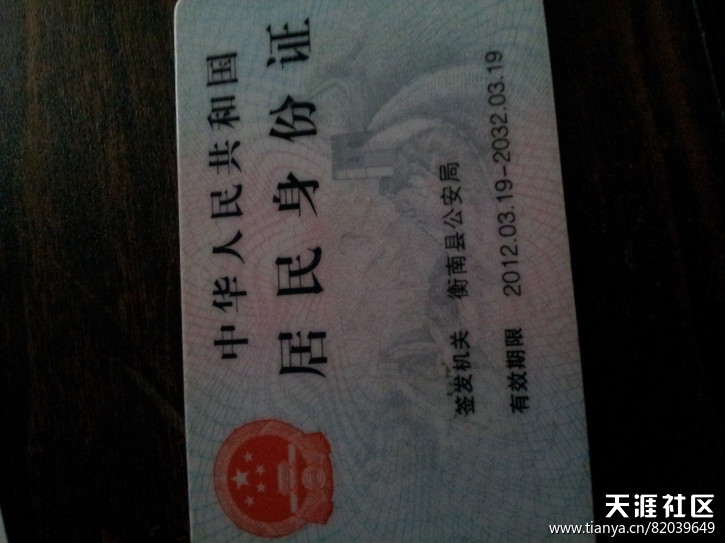 中华人民共和国
居民身份证
签发机关 衡南县公安局
有效期限 2012.03.19-2032.03.19
天涯社区
www.tianya.cn/82039649